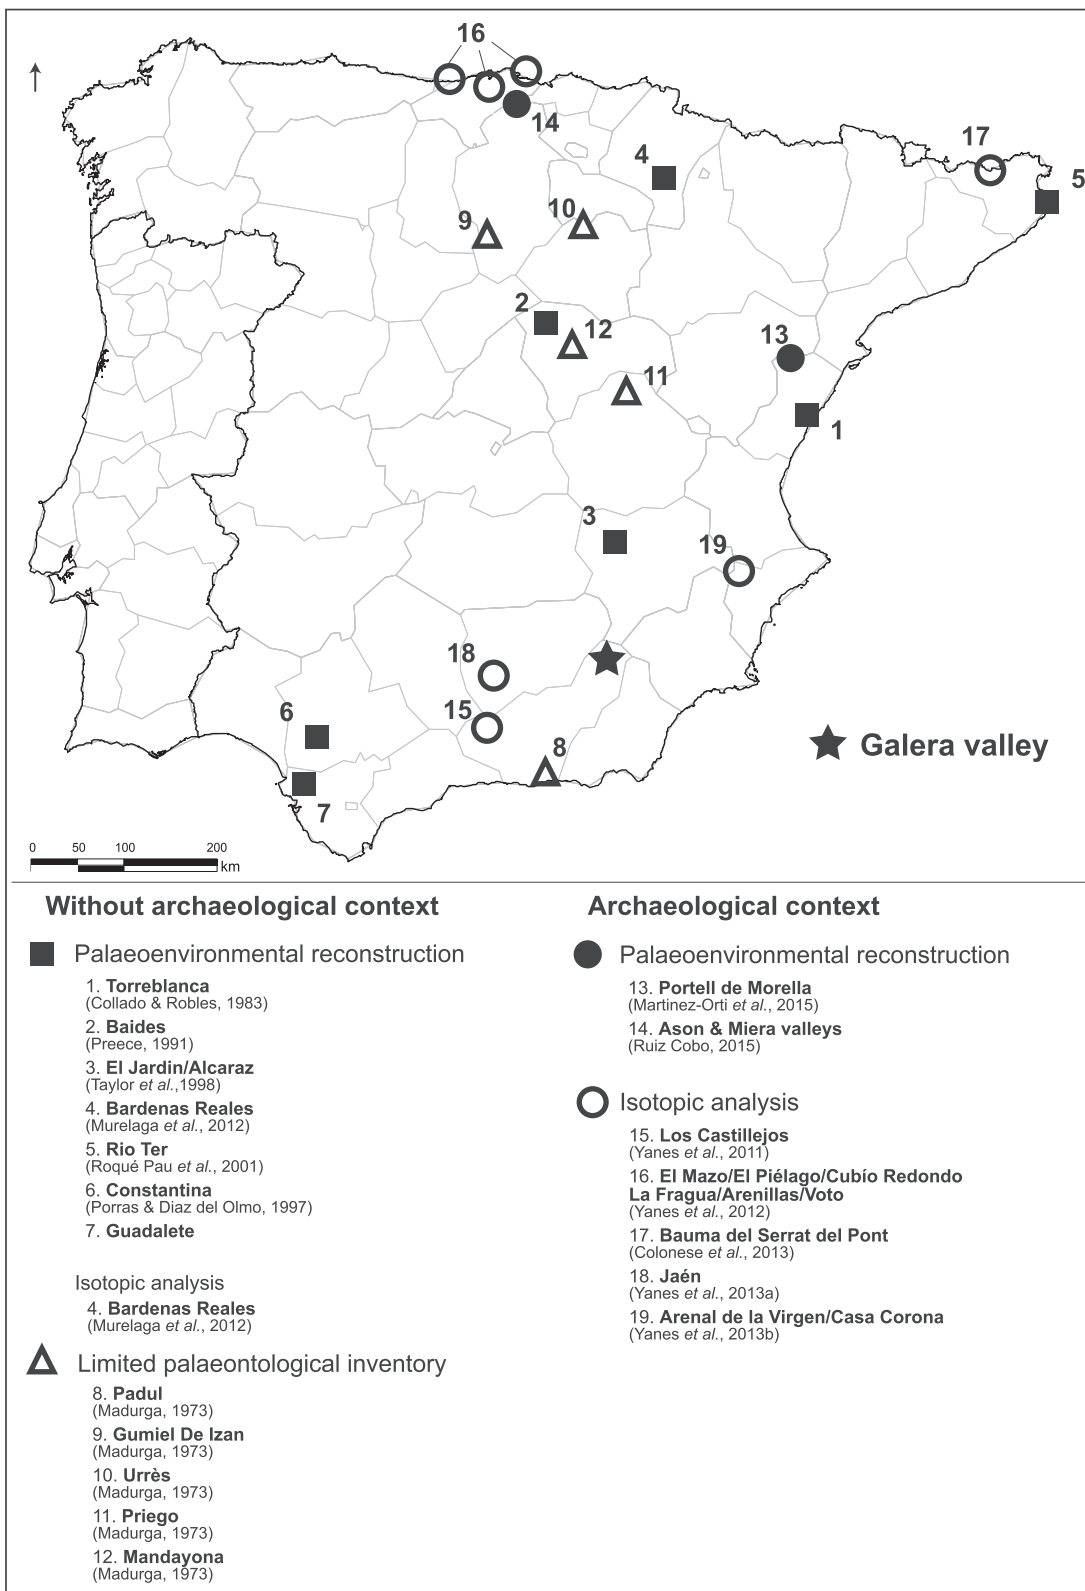 16
14
17
4
5
9
10
2
12
13
11
1
3
19
18
15
6
8
7
Galera valley
0 50 100 200
km
Without archaeological context
Palaeoenvironmental reconstruction
1. Torreblanca
(Collado & Robles, 1983)
2. Baides
(Preece, 1991)
3. El Jardin/Alcaraz
(Taylor et al.,1998)
4. Bardenas Reales
(Murelaga et al., 2012)
5. Rio Ter
(Roqué Pau et al., 2001)
6. Constantina
(Porras & Diaz del Olmo, 1997)
7. Guadalete
Isotopic analysis
4. Bardenas Reales
(Murelaga et al., 2012)
Limited palaeontological inventory
8. Padul
(Madurga, 1973)
9. Gumiel De Izan
(Madurga, 1973)
10. Urrès
(Madurga, 1973)
11. Priego
(Madurga, 1973)
12. Mandayona
(Madurga, 1973)
Archaeological context
Palaeoenvironmental reconstruction
13. Portell de Morella
(Martinez-Orti et al., 2015)
14. Ason & Miera valleys
(Ruiz Cobo, 2015)
Isotopic analysis
15. Los Castillejos
(Yanes et al., 2011)
16. El Mazo/El Piélago/Cubío Redondo
La Fragua/Arenillas/Voto
(Yanes et al., 2012)
17. Bauma del Serrat del Pont
(Colonese et al., 2013)
18. Jaén
(Yanes et al., 2013a)
19. Arenal de la Virgen/Casa Corona
(Yanes et al., 2013b)